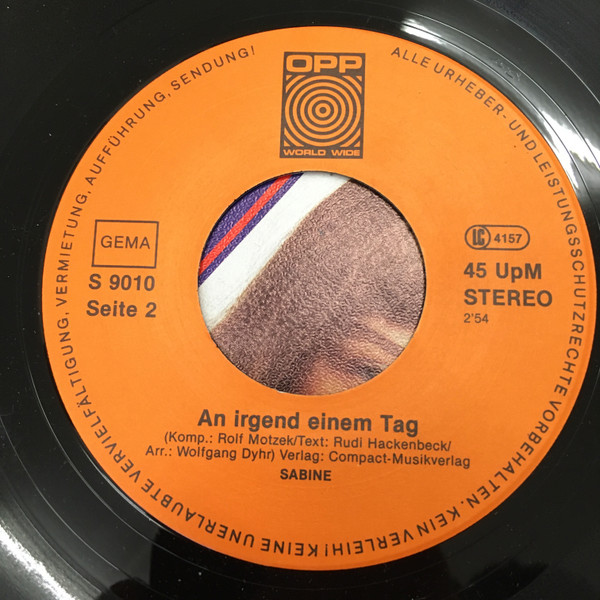 ALLE URHEBER- UND LEISTUNGSSCHUTZRECHTE VORBEHALTEN. KEIN VERLEIH! KEINE UNERLAUBTE VERVIELFÄLTIGUNG, VERMIETUNG, AUFFÜHRUNG, SENDUNG!
OPP
WORLD WIDE
GEMA
S 9010
Seite 2
LC 4157
45 UpM
STEREO
2'54
An irgend einem Tag
(Komp.: Rolf Motzek/Text: Rudi Hackenbeck/
Arr.: Wolfgang Dyhr) Verlag: Compact-Musikverlag
SABINE